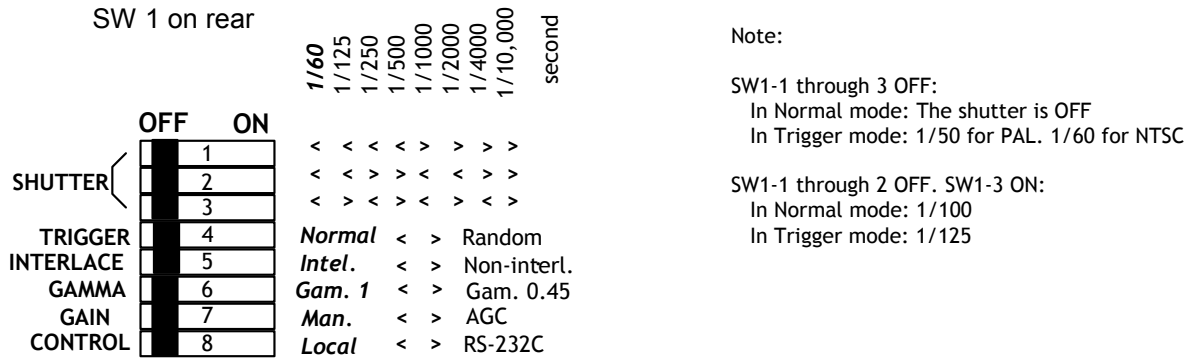 SW 1 on rear
1/60 1/125 1/250 1/500 1/1000 1/2000 1/4000 1/10,000 second
OFF ON
1 < < < < > > > >
SHUTTER 2 < < > > < < > >
3 < > < > < > < >
TRIGGER 4 Normal < > Random
INTERLACE 5 Intel. < > Non-interl.
GAMMA 6 Gam. 1 < > Gam. 0.45
GAIN 7 Man. < > AGC
CONTROL 8 Local < > RS-232C
Note:
SW1-1 through 3 OFF:
In Normal mode: The shutter is OFF
In Trigger mode: 1/50 for PAL. 1/60 for NTSC
SW1-1 through 2 OFF. SW1-3 ON:
In Normal mode: 1/100
In Trigger mode: 1/125